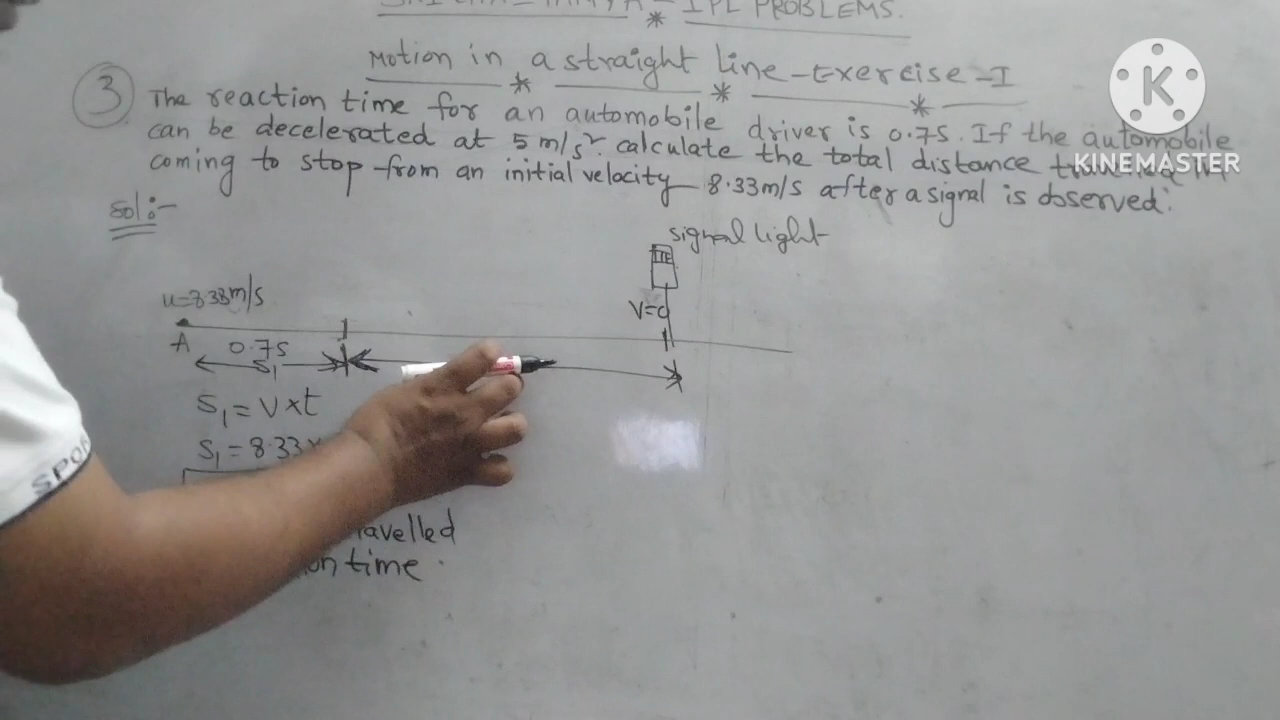 IPL PROBLEMS.
Motion in a straight line - Exercise - I
3 The reaction time for an automobile driver is 0.7s. If the automobile
can be decelerated at 5 m/s². calculate the total distance
coming to stop from an initial velocity 8.33m/s after a signal is observed.
Sol:-
signal light
u=8.33m/s
V=0
A
0.7s
S₁
S₁ = V×t
S₁ = 8.33×
avelled
on time.
K
KINEMASTER
SPO